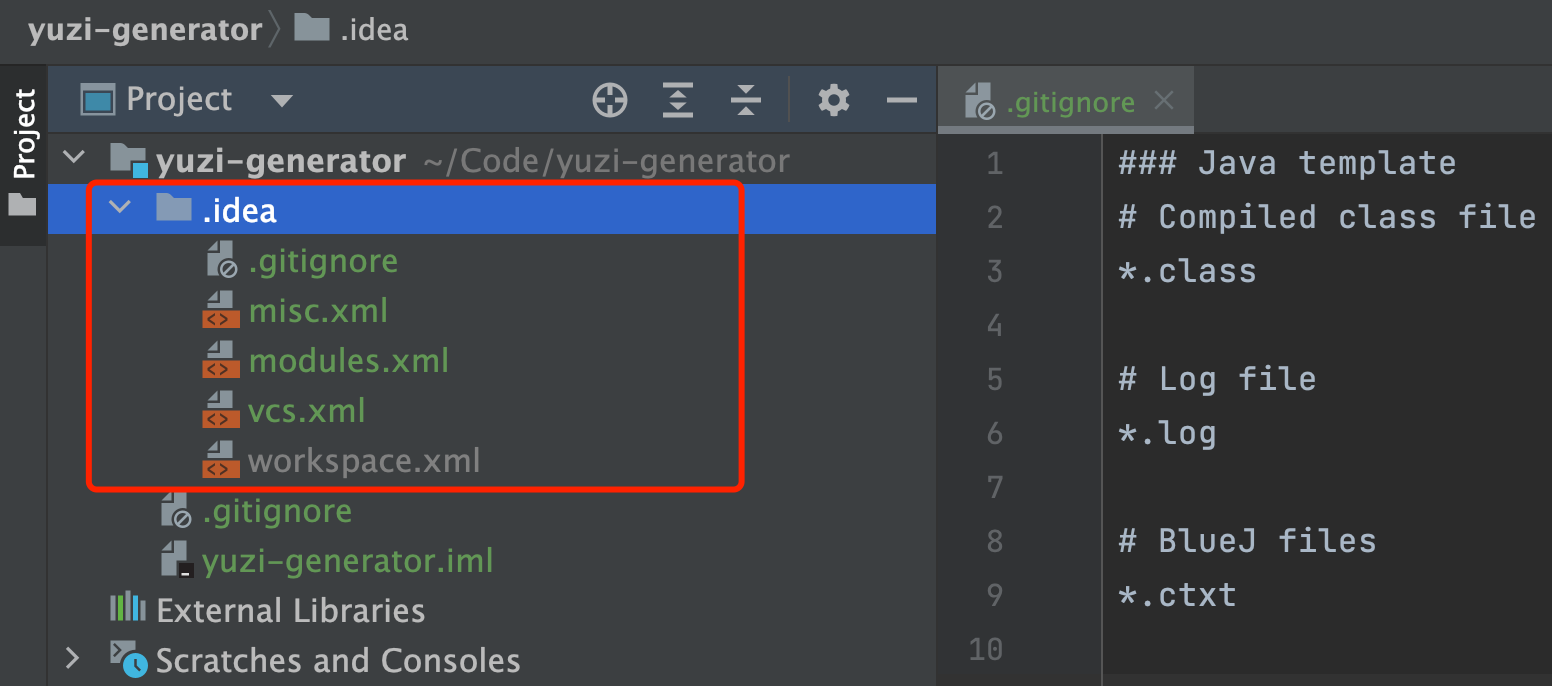 yuzi-generator .idea
Project
Project
yuzi-generator ~/Code/yuzi-generator
.idea
.gitignore
misc.xml
modules.xml
vcs.xml
workspace.xml
.gitignore
yuzi-generator.iml
External Libraries
Scratches and Consoles
.gitignore
1 ### Java template
2 # Compiled class file
3 *.class
4
5 # Log file
6 *.log
7
8 # BlueJ files
9 *.ctxt
10